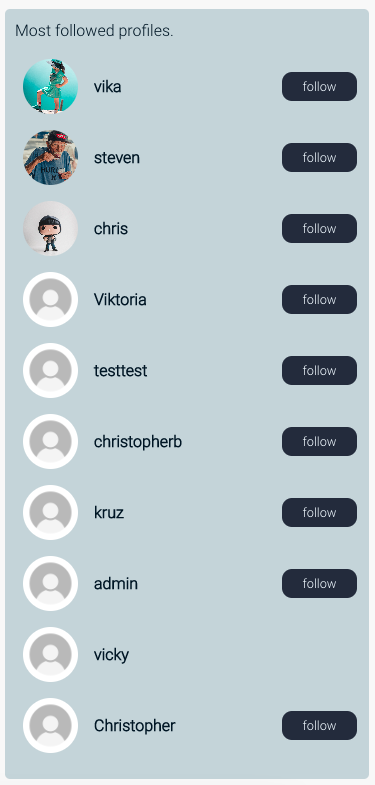 Most followed profiles.
vika follow
steven follow
chris follow
Viktoria follow
testtest follow
christopherb follow
kruz follow
admin follow
vicky
Christopher follow